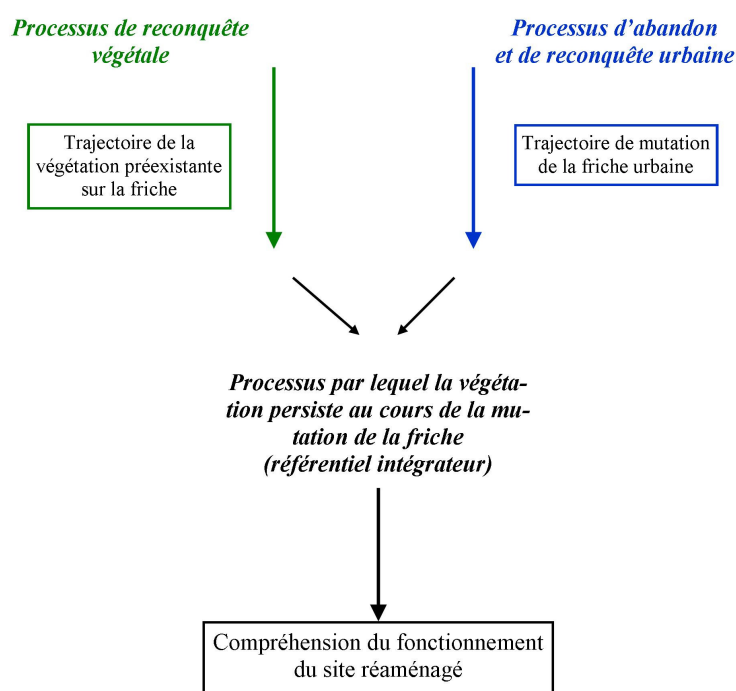 Processus de reconquête
végétale
Processus d’abandon
et de reconquête urbaine
Trajectoire de la
végétation préexistante
sur la friche
Trajectoire de mutation
de la friche urbaine
Processus par lequel la végéta-
tion persiste au cours de la mu-
tation de la friche
(référentiel intégrateur)
Compréhension du fonctionnement
du site réaménagé